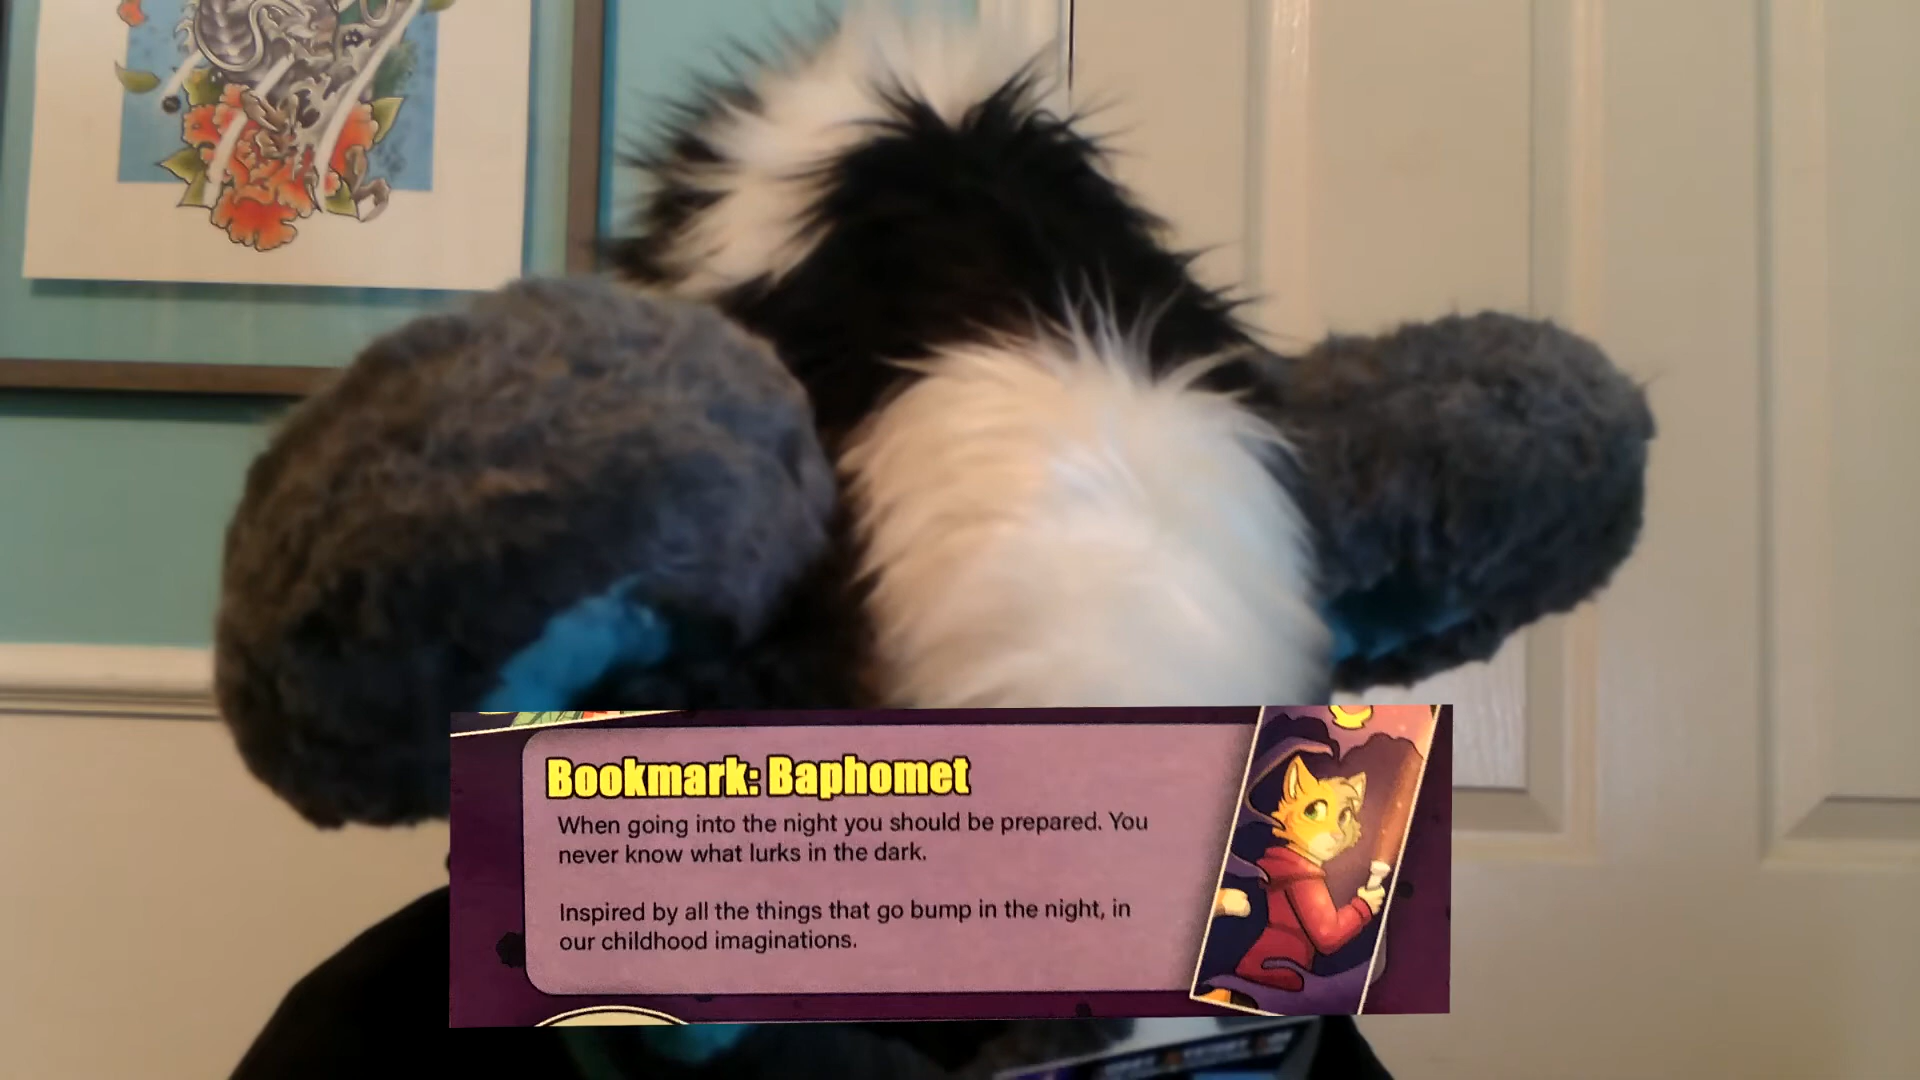 Bookmark: Baphomet
When going into the night you should be prepared. You
never know what lurks in the dark.
Inspired by all the things that go bump in the night, in
our childhood imaginations.